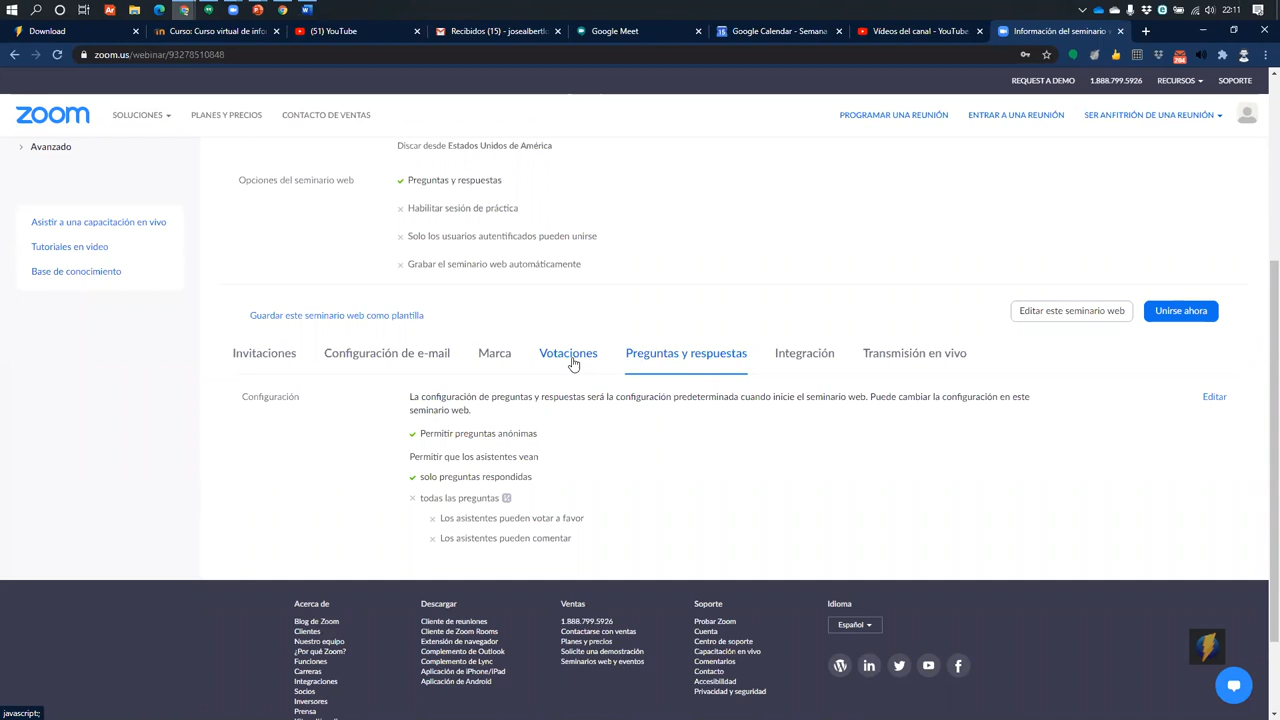 Download
Curso: Curso virtual de info
(51) YouTube
Recibidos (15) - josealbertk
Google Meet
Google Calendar - Semana
Vídeos del canal - YouTube
Información del seminario v
22:11
zoom.us/webinar/93278510848
284
REQUEST A DEMO
1.888.799.5926
RECURSOS
SOPORTE
zoom
SOLUCIONES
PLANES Y PRECIOS
CONTACTO DE VENTAS
PROGRAMAR UNA REUNIÓN
ENTRAR A UNA REUNIÓN
SER ANFITRIÓN DE UNA REUNIÓN
Avanzado
Asistir a una capacitación en vivo
Tutoriales en video
Base de conocimiento
Discar desde Estados Unidos de América
Opciones del seminario web
Preguntas y respuestas
Habilitar sesión de práctica
Solo los usuarios autentificados pueden unirse
Grabar el seminario web automáticamente
Guardar este seminario web como plantilla
Editar este seminario web
Unirse ahora
Invitaciones
Configuración de e-mail
Marca
Votaciones
Preguntas y respuestas
Integración
Transmisión en vivo
Configuración
La configuración de preguntas y respuestas será la configuración predeterminada cuando inicie el seminario web. Puede cambiar la configuración en este
seminario web.
Editar
Permitir preguntas anónimas
Permitir que los asistentes vean
solo preguntas respondidas
todas las preguntas
Los asistentes pueden votar a favor
Los asistentes pueden comentar
Acerca de
Blog de Zoom
Clientes
Nuestro equipo
¿Por qué Zoom?
Funciones
Carreras
Integraciones
Socios
Inversores
Prensa
Descargar
Cliente de reuniones
Cliente de Zoom Rooms
Extensión de navegador
Complemento de Outlook
Complemento de Lync
Aplicación de iPhone/iPad
Aplicación de Android
Ventas
1.888.799.5926
Contactarse con ventas
Planes y precios
Solicite una demostración
Seminarios web y eventos
Soporte
Probar Zoom
Cuenta
Centro de soporte
Capacitación en vivo
Comentarios
Contacto
Accesibilidad
Privacidad y seguridad
Idioma
Español
javascript:;